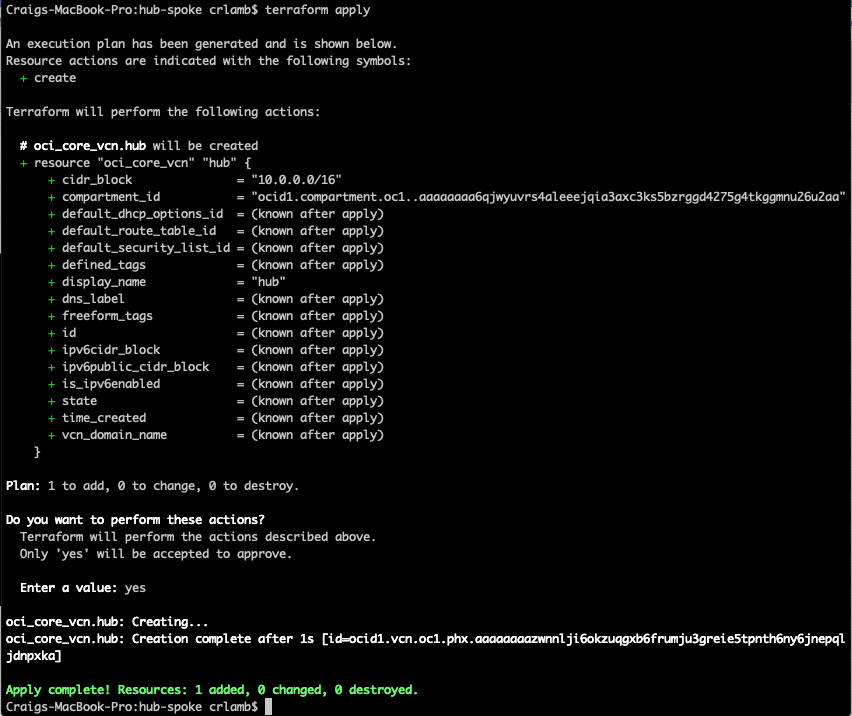 Craigs-MacBook-Pro:hub-spoke crlamb$ terraform apply
An execution plan has been generated and is shown below.
Resource actions are indicated with the following symbols:
+ create
Terraform will perform the following actions:
# oci_core_vcn.hub will be created
+ resource "oci_core_vcn" "hub" {
+ cidr_block = "10.0.0.0/16"
+ compartment_id = "ocid1.compartment.oc1..aaaaaaaa6qjwyuvrs4aleeejqia3axc3ks5bzrggd4275g4tkggmnu26u2aa"
+ default_dhcp_options_id = (known after apply)
+ default_route_table_id = (known after apply)
+ default_security_list_id = (known after apply)
+ defined_tags = (known after apply)
+ display_name = "hub"
+ dns_label = (known after apply)
+ freeform_tags = (known after apply)
+ id = (known after apply)
+ ipv6cidr_block = (known after apply)
+ ipv6public_cidr_block = (known after apply)
+ is_ipv6enabled = (known after apply)
+ state = (known after apply)
+ time_created = (known after apply)
+ vcn_domain_name = (known after apply)
}
Plan: 1 to add, 0 to change, 0 to destroy.
Do you want to perform these actions?
Terraform will perform the actions described above.
Only 'yes' will be accepted to approve.
Enter a value: yes
oci_core_vcn.hub: Creating...
oci_core_vcn.hub: Creation complete after 1s [id=ocid1.vcn.oc1.phx.aaaaaaaazwnnlji6okzuqgxb6frumju3greie5tpnth6ny6jnepql
jdnpxka]
Apply complete! Resources: 1 added, 0 changed, 0 destroyed.
Craigs-MacBook-Pro:hub-spoke crlamb$